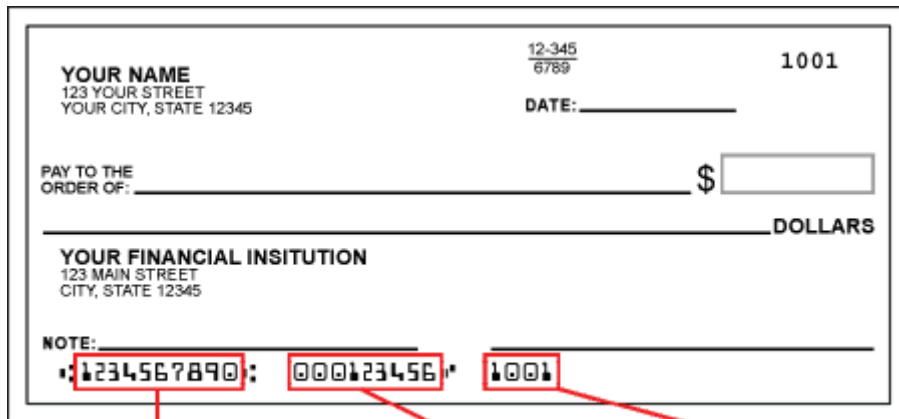 12-345
6789
1001
YOUR NAME
123 YOUR STREET
YOUR CITY, STATE 12345
DATE:
PAY TO THE
ORDER OF:
$
DOLLARS
YOUR FINANCIAL INSITUTION
123 MAIN STREET
CITY, STATE 12345
NOTE:
⑆1234567890⑆ 000123456⑈ 1001